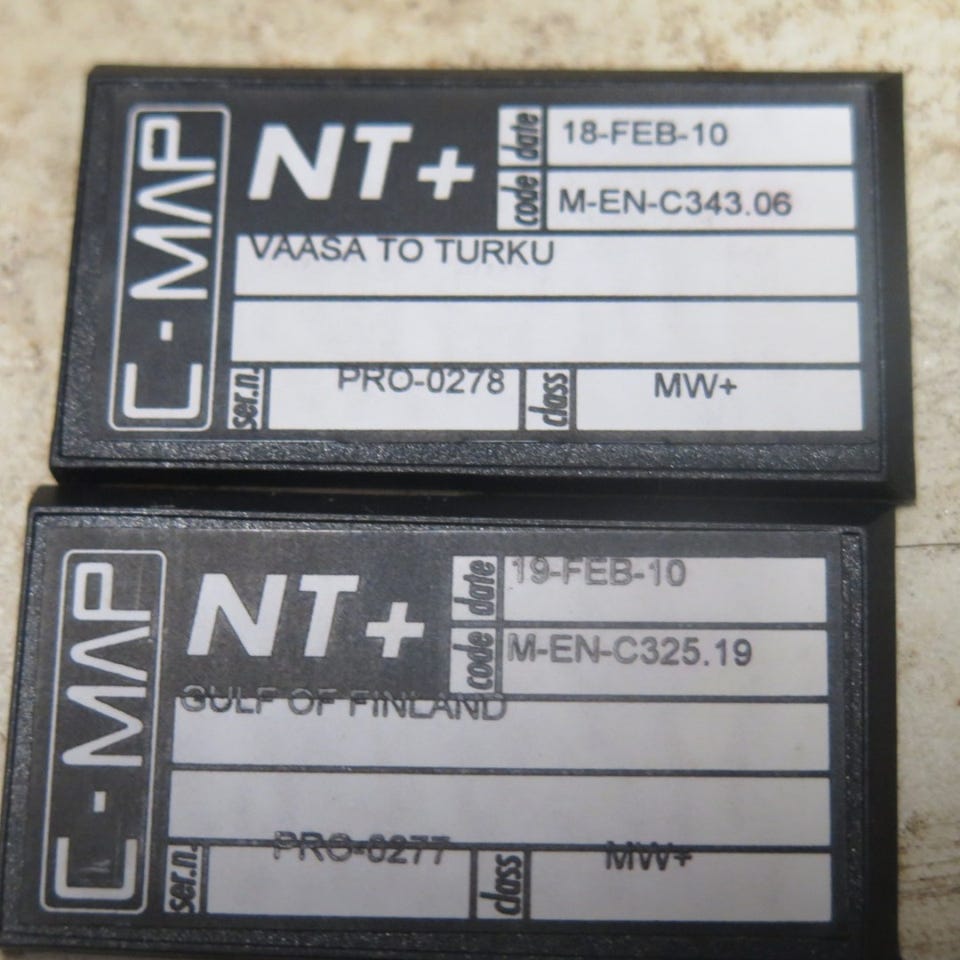 C-MAP
NT+
date 18-FEB-10
code M-EN-C343.06
VAASA TO TURKU
ser.n. PRO-0278 class MW+
C-MAP
NT+
date 19-FEB-10
code M-EN-C325.19
GULF OF FINLAND
ser.n. PRO-0277 class MW+